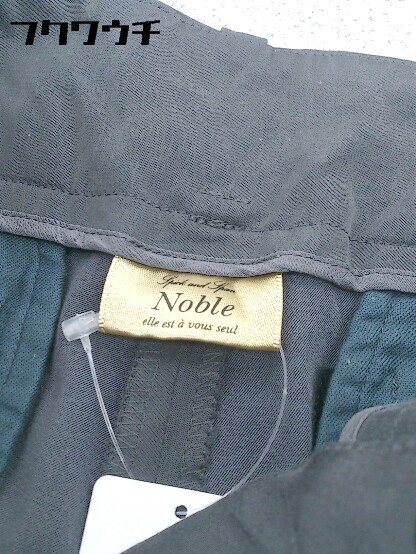 フクワウチ
Spick and Span
Noble
elle est à vous seul